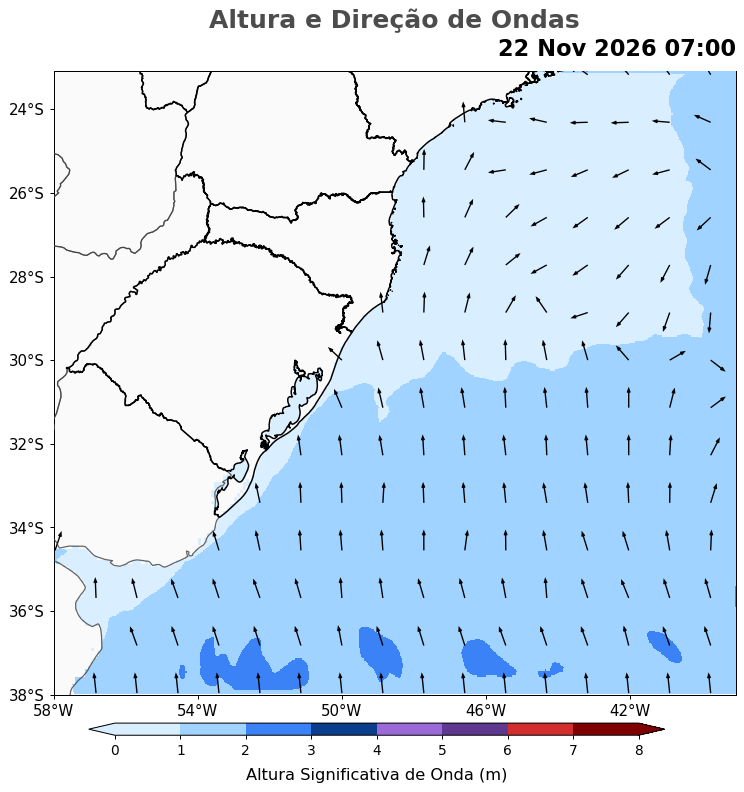 Altura e Direção de Ondas
22 Nov 2026 07:00
24°S
26°S
28°S
30°S
32°S
34°S
36°S
38°S
58°W 54°W 50°W 46°W 42°W
0 1 2 3 4 5 6 7 8
Altura Significativa de Onda (m)